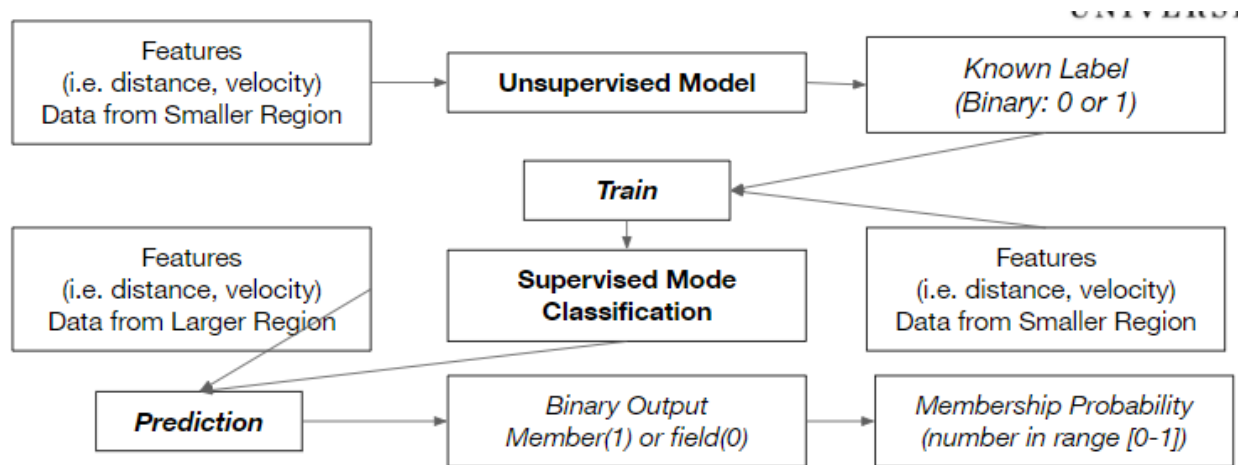 Features
(i.e. distance, velocity)
Data from Smaller Region
Unsupervised Model
Known Label
(Binary: 0 or 1)
Train
Features
(i.e. distance, velocity)
Data from Larger Region
Supervised Mode
Classification
Features
(i.e. distance, velocity)
Data from Smaller Region
Prediction
Binary Output
Member(1) or field(0)
Membership Probability
(number in range [0-1])